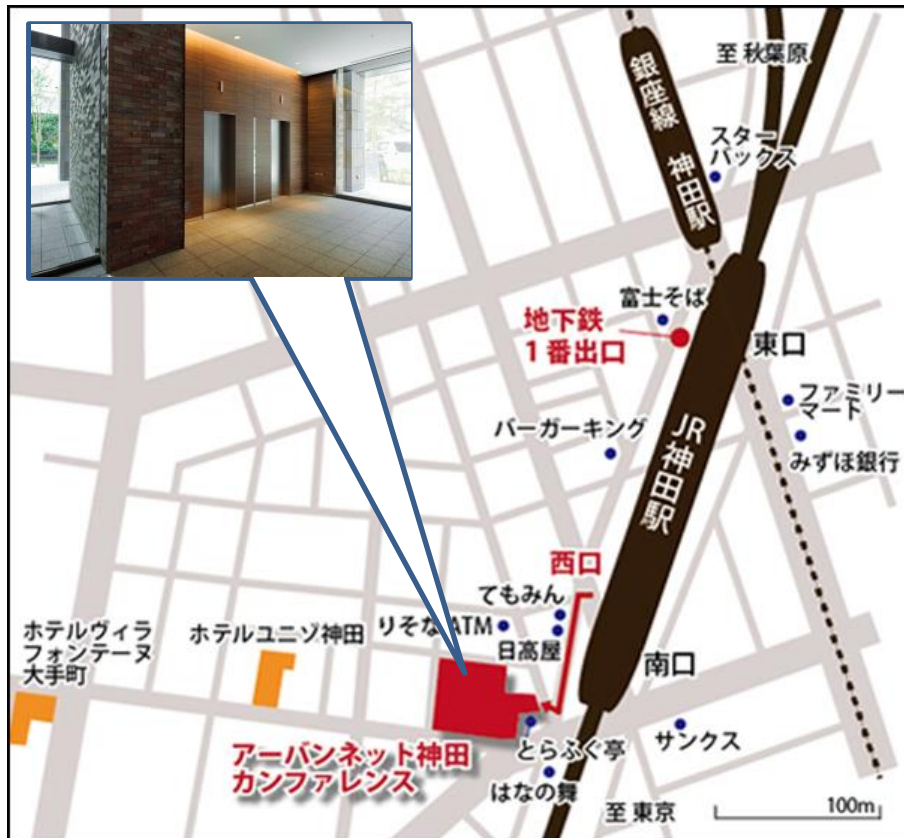 至 秋葉原
銀座線 神田駅
スター
バックス
富士そば
地下鉄
1番出口
東口
ファミリー
マート
バーガーキング
JR神田駅
みずほ銀行
西口
てもみん
りそなATM
日高屋
ホテルヴィラ
フォンテーヌ
大手町
ホテルユニゾ神田
南口
アーバンネット神田
カンファレンス
とらふぐ亭
サンクス
はなの舞
至 東京
100m